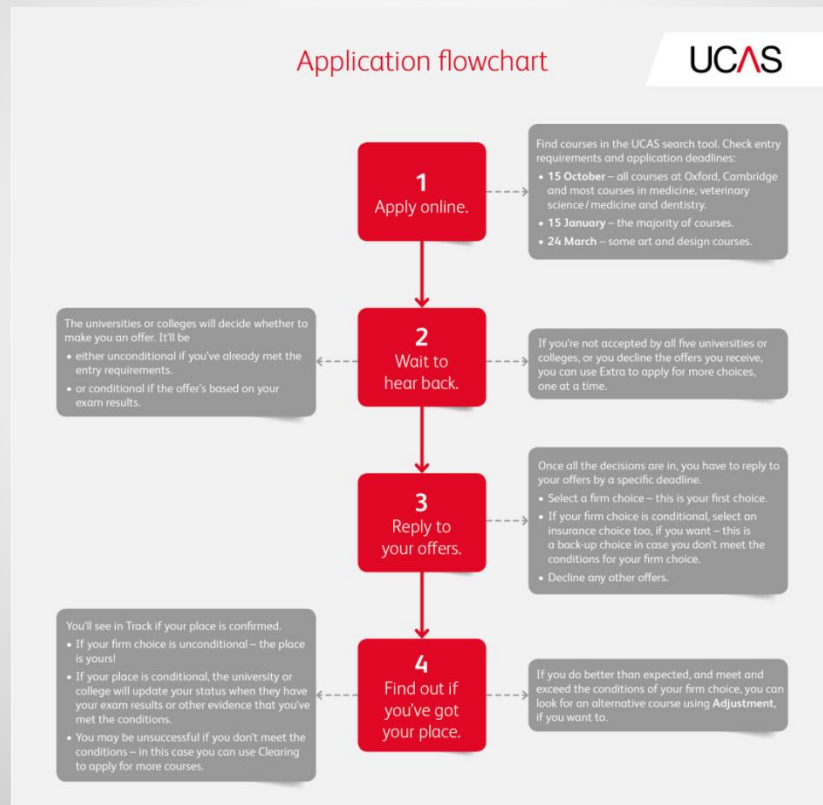 Application flowchart
UCAS
1
Apply online.
Find courses in the UCAS search tool. Check entry
requirements and application deadlines:
• 15 October – all courses at Oxford, Cambridge
and most courses in medicine, veterinary
science/medicine and dentistry.
• 15 January – the majority of courses.
• 24 March – some art and design courses.
The universities or colleges will decide whether to
make you an offer. It'll be
• either unconditional if you've already met the
entry requirements.
• or conditional if the offer's based on your
exam results.
2
Wait to
hear back.
If you're not accepted by all five universities or
colleges, or you decline the offers you receive,
you can use Extra to apply for more choices,
one at a time.
3
Reply to
your offers.
Once all the decisions are in, you have to reply to
your offers by a specific deadline.
• Select a firm choice – this is your first choice.
• If your firm choice is conditional, select an
insurance choice too, if you want – this is
a back-up choice in case you don't meet the
conditions for your firm choice.
• Decline any other offers.
You'll see in Track if your place is confirmed.
• If your firm choice is unconditional – the place
is yours!
• If your place is conditional, the university or
college will update your status when they have
your exam results or other evidence that you've
met the conditions.
• You may be unsuccessful if you don't meet the
conditions – in this case you can use Clearing
to apply for more courses.
4
Find out if
you've got
your place.
If you do better than expected, and meet and
exceed the conditions of your firm choice, you can
look for an alternative course using Adjustment,
if you want to.